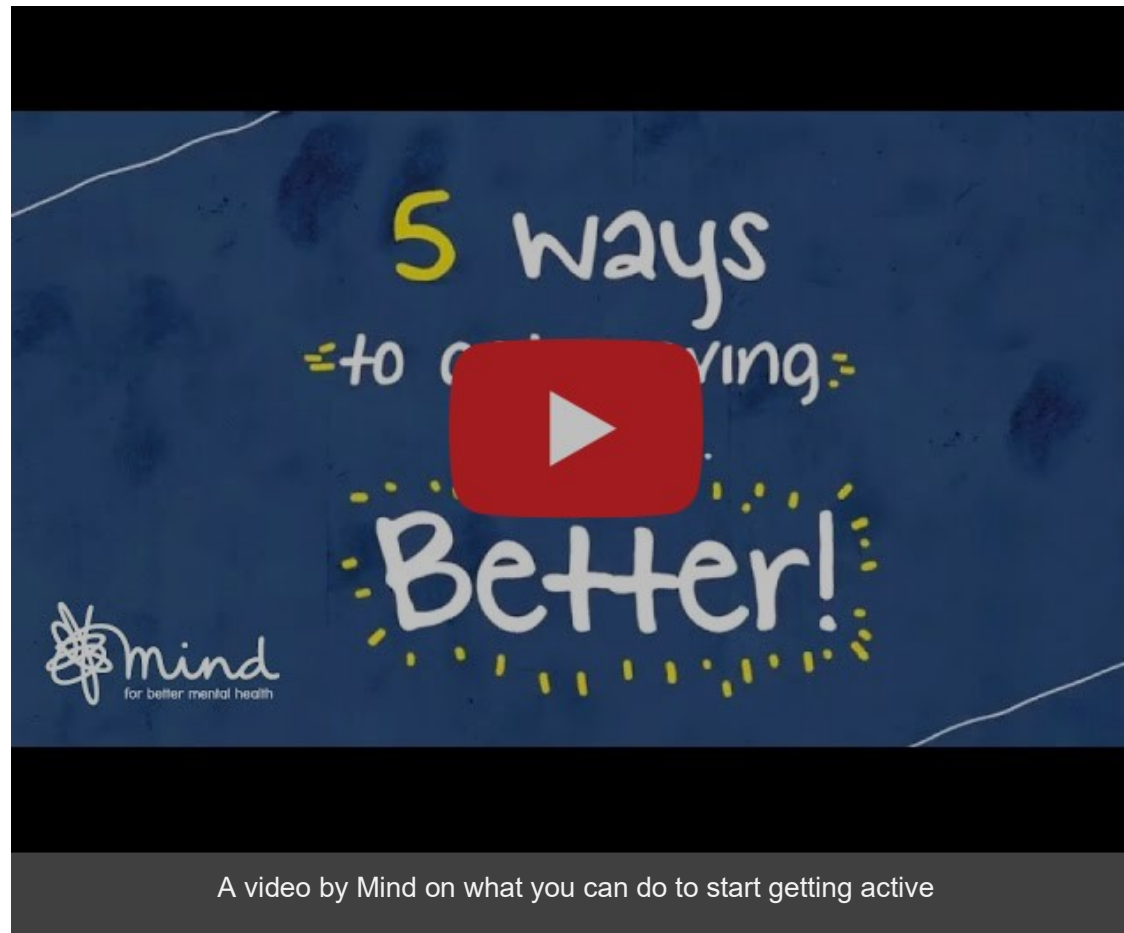 5 ways
to
Better!
mind
for better mental health
A video by Mind on what you can do to start getting active